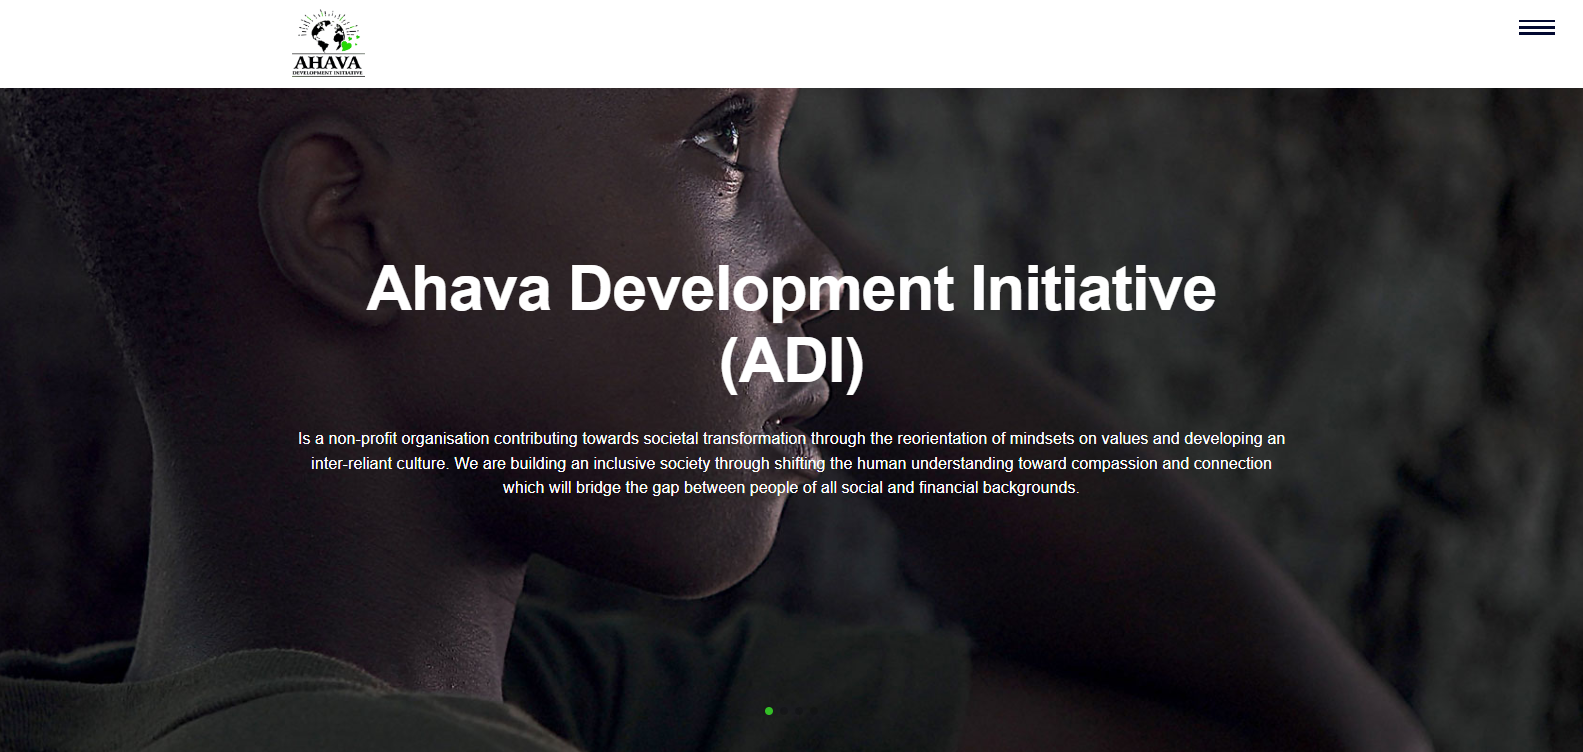 AHAVA
DEVELOPMENT INITIATIVE
Ahava Development Initiative
(ADI)
Is a non-profit organisation contributing towards societal transformation through the reorientation of mindsets on values and developing an
inter-reliant culture. We are building an inclusive society through shifting the human understanding toward compassion and connection
which will bridge the gap between people of all social and financial backgrounds.